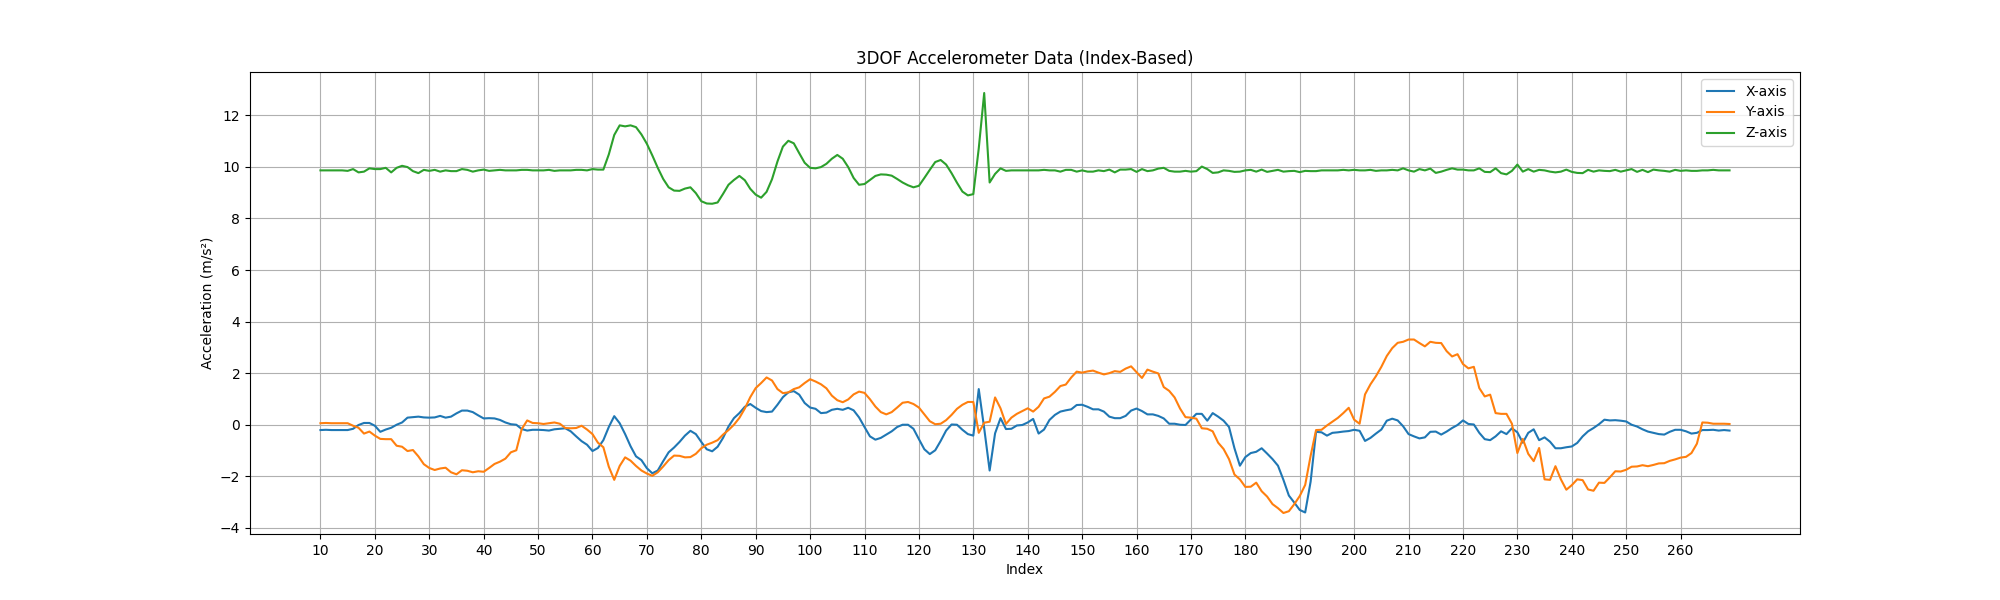 3DOF Accelerometer Data (Index-Based)
X-axis
Y-axis
Z-axis
Acceleration (m/s²)
12
10
8
6
4
2
0
−2
−4
10 20 30 40 50 60 70 80 90 100 110 120 130 140 150 160 170 180 190 200 210 220 230 240 250 260
Index